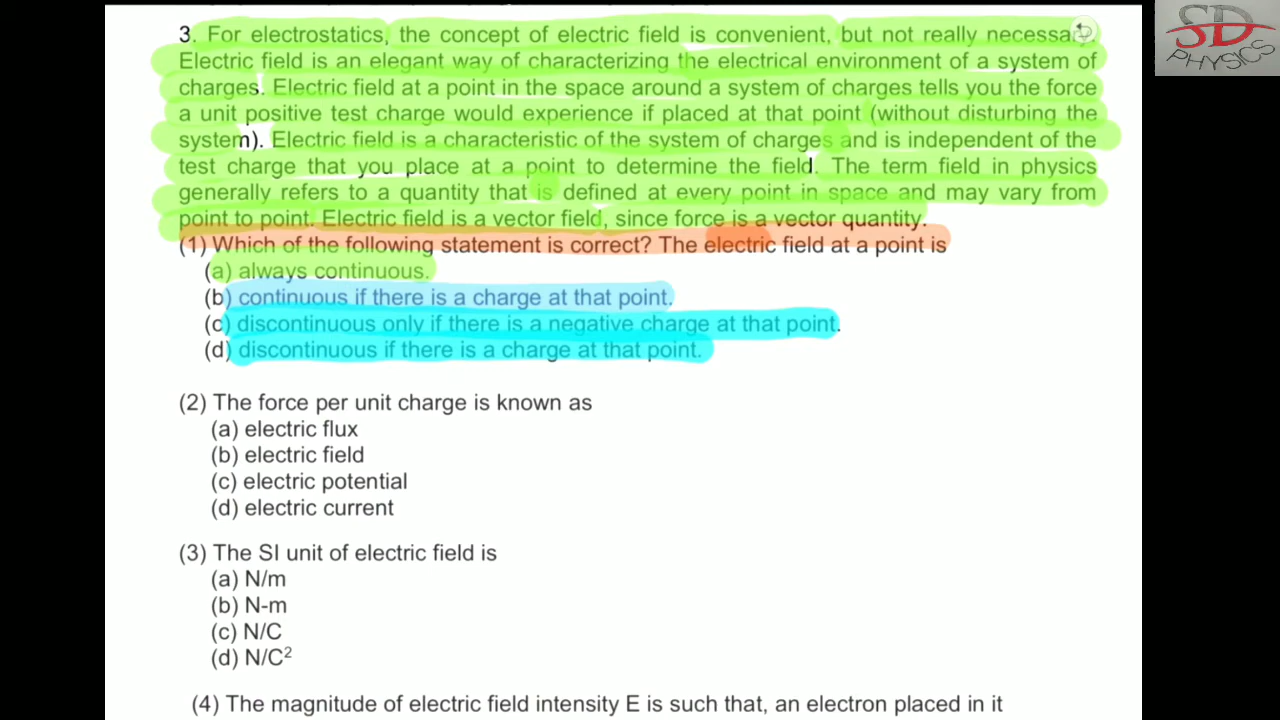 3. For electrostatics, the concept of electric field is convenient, but not really necessary.
Electric field is an elegant way of characterizing the electrical environment of a system of
charges. Electric field at a point in the space around a system of charges tells you the force
a unit positive test charge would experience if placed at that point (without disturbing the
system). Electric field is a characteristic of the system of charges and is independent of the
test charge that you place at a point to determine the field. The term field in physics
generally refers to a quantity that is defined at every point in space and may vary from
point to point. Electric field is a vector field, since force is a vector quantity.
(1) Which of the following statement is correct? The electric field at a point is
(a) always continuous.
(b) continuous if there is a charge at that point.
(c) discontinuous only if there is a negative charge at that point.
(d) discontinuous if there is a charge at that point.
(2) The force per unit charge is known as
(a) electric flux
(b) electric field
(c) electric potential
(d) electric current
(3) The SI unit of electric field is
(a) N/m
(b) N-m
(c) N/C
(d) N/C²
(4) The magnitude of electric field intensity E is such that, an electron placed in it
SD
PHYSICS